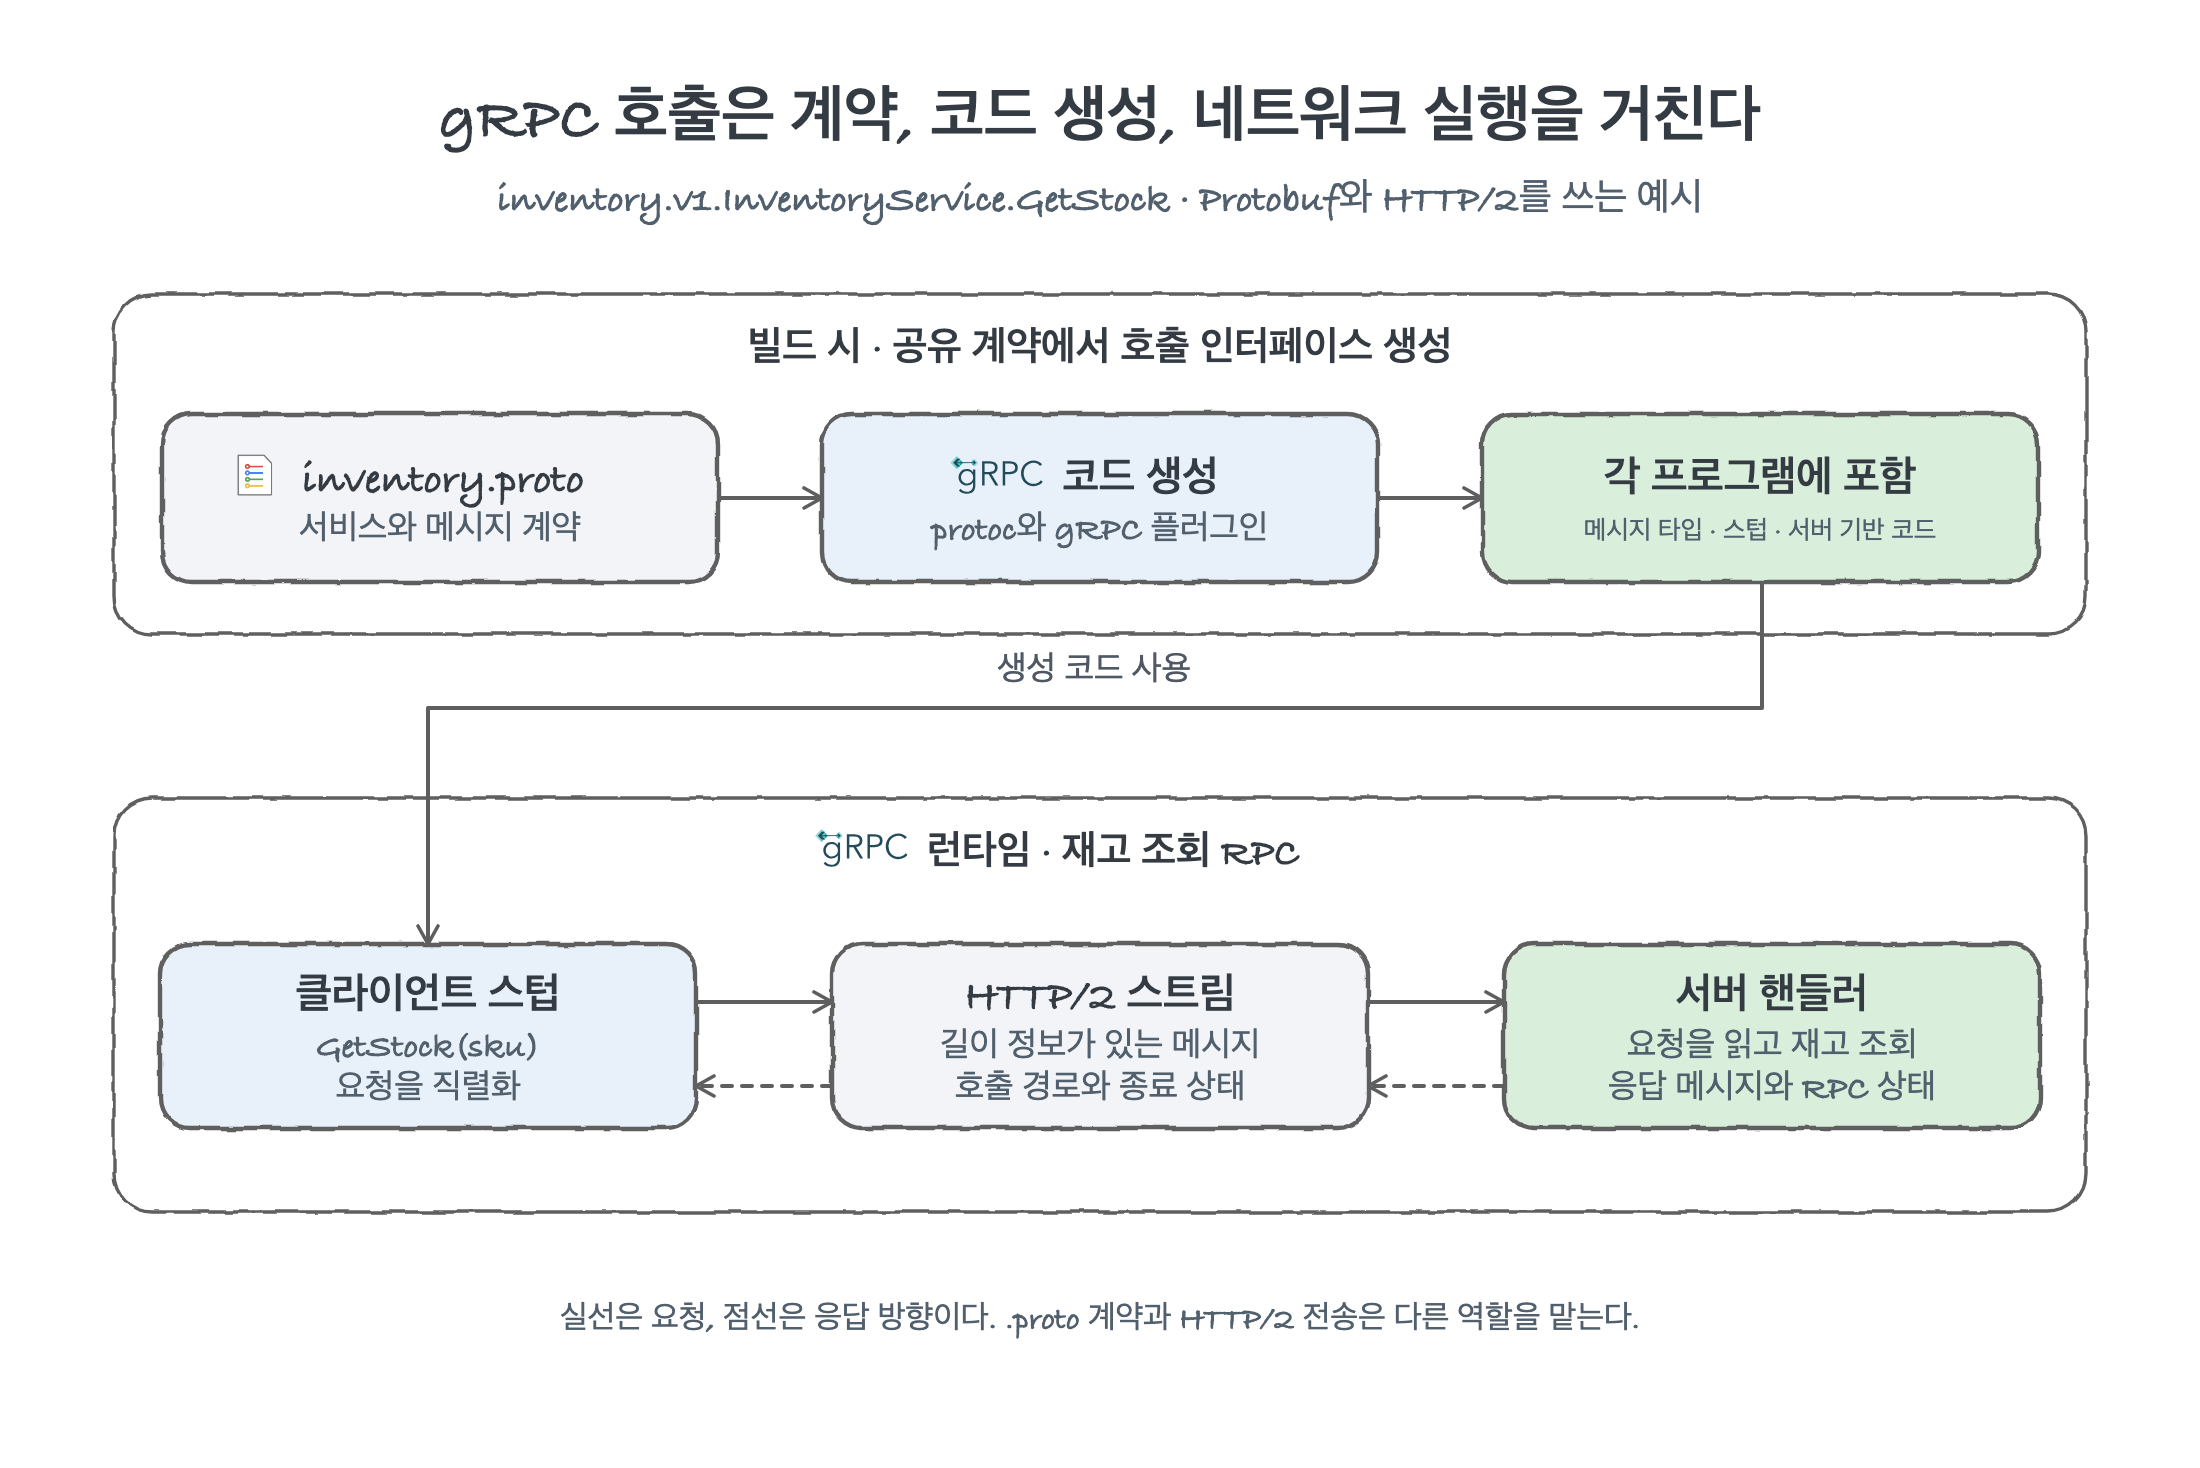 gRPC 호출은 계약, 코드 생성, 네트워크 실행을 거친다
inventory.v1.InventoryService.GetStock · Protobuf와 HTTP/2를 쓰는 예시
빌드 시 · 공유 계약에서 호출 인터페이스 생성
inventory.proto
서비스와 메시지 계약
gRPC 코드 생성
protoc와 gRPC 플러그인
각 프로그램에 포함
메시지 타입 · 스텁 · 서버 기반 코드
생성 코드 사용
gRPC 런타임 · 재고 조회 RPC
클라이언트 스텁
GetStock(sku)
요청을 직렬화
HTTP/2 스트림
길이 정보가 있는 메시지
호출 경로와 종료 상태
서버 핸들러
요청을 읽고 재고 조회
응답 메시지와 RPC 상태
실선은 요청, 점선은 응답 방향이다. .proto 계약과 HTTP/2 전송은 다른 역할을 맡는다.